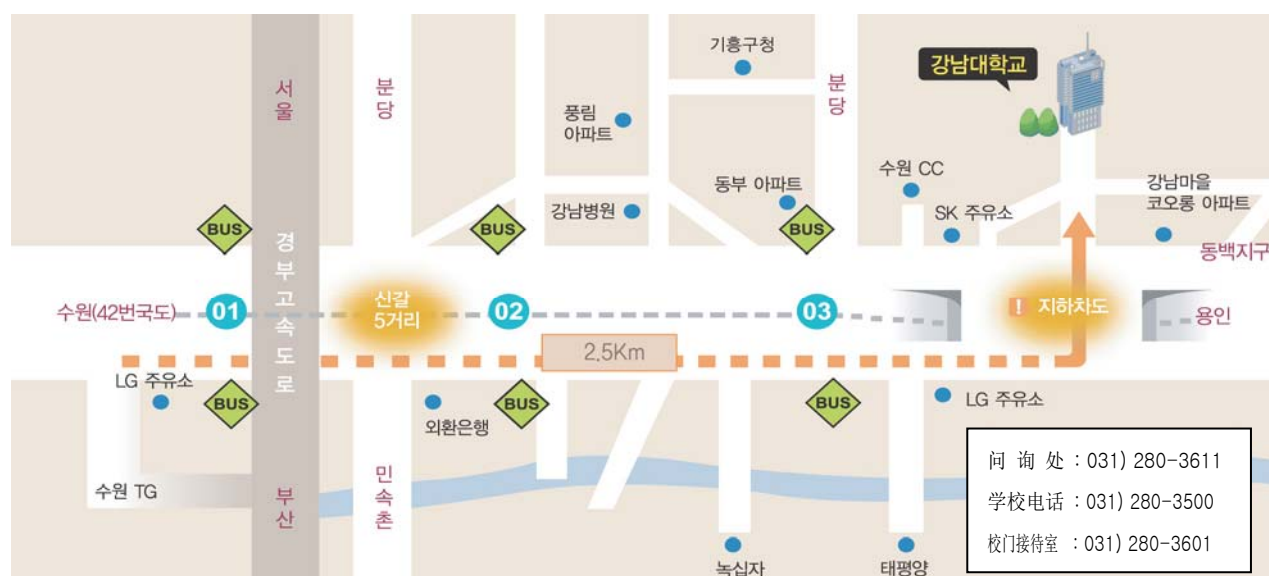 기흥구청
강남대학교
서울
분당
분당
풍림
아파트
수원 CC
동부 아파트
강남마을
코오롱 아파트
강남병원
SK 주유소
BUS
BUS
BUS
경부고속도로
동백지구
수원(42번국도)
01
신갈
5거리
02
03
! 지하차도
용인
2.5Km
LG 주유소
BUS
BUS
BUS
LG 주유소
외환은행
수원 TG
부산
민속촌
녹십자
태평양
问 询 处 : 031) 280-3611
学校电话 : 031) 280-3500
校门接待室 : 031) 280-3601